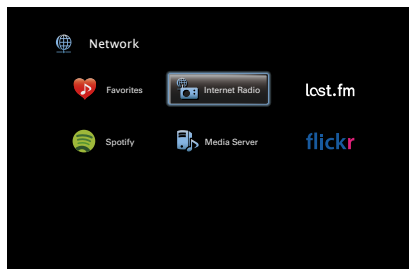 Network
Favorites
Internet Radio
last.fm
Spotify
Media Server
flickr